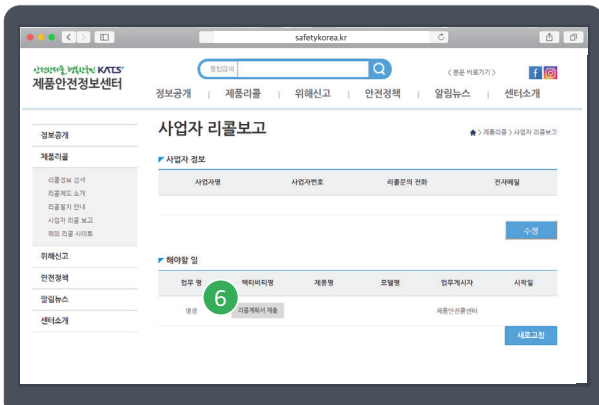 safetykorea.kr
안전한제품, 행복한국민 KATS
제품안전정보센터
통합검색
< 본문 바로가기 >
정보공개 | 제품리콜 | 위해신고 | 안전정책 | 알림뉴스 | 센터소개
정보공개
제품리콜
리콜정보 검색
리콜제도 소개
리콜절차 안내
사업자 리콜 보고
해외 리콜 사이트
위해신고
안전정책
알림뉴스
센터소개
사업자 리콜보고
> 제품리콜 > 사업자 리콜보고
사업자 정보
사업자명 사업자번호 리콜문의 전화 전자메일
수정
해야할 일
업무 명 액티비티명 제품명 모델명 업무게시자 시작일
6
명령 리콜계획서 제출 제품안전콜센터
새로고침